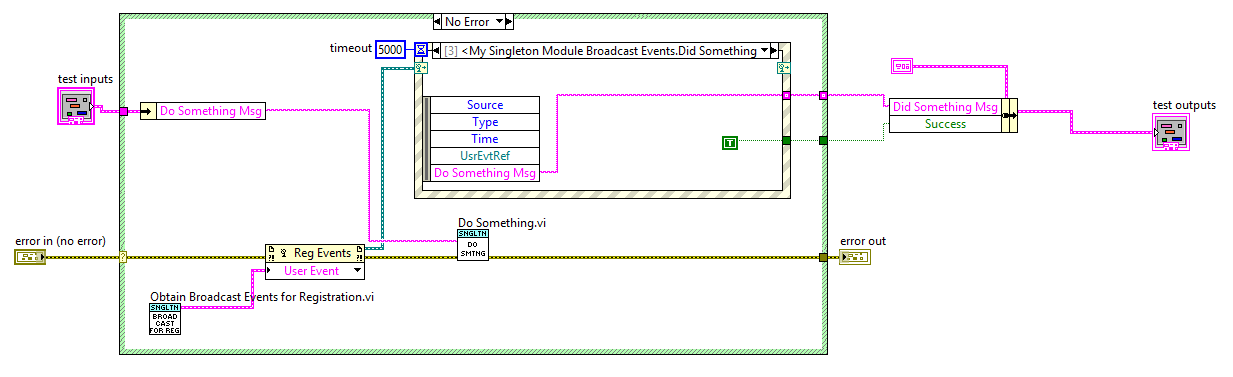 No Error
timeout 5000
[3] <My Singleton Module Broadcast Events.Did Something
test inputs
Do Something Msg
Source
Type
Time
UsrEvtRef
Do Something Msg
T
Did Something Msg
Success
test outputs
Do Something.vi
SNGLTN
DO
SMTNG
error in (no error)
?
Reg Events
User Event
error out
Obtain Broadcast Events for Registration.vi
SNGLTN
BROAD
CAST
FOR REG